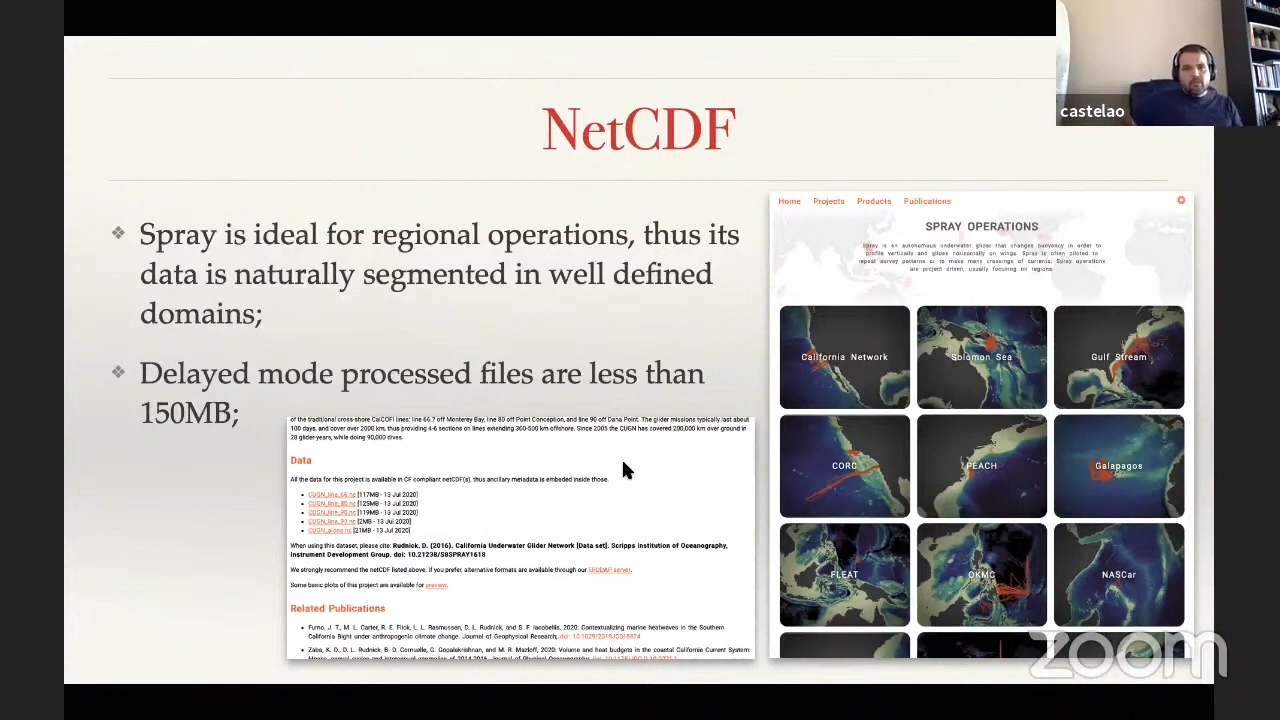 castelao
NetCDF
Spray is ideal for regional operations, thus its
data is naturally segmented in well defined
domains;
Delayed mode processed files are less than
150MB;
of the traditional cross-shore CalCOFI lines: line 66.7 off Monterey Bay, line 80 off Point Conception, and line 90 off Dana Point. The glider missions typically last about
100 days, and cover over 2000 km, thus providing 4-6 sections on lines extending 300-500 km offshore. Since 2005 the CUGN has covered 200,000 km over ground in
28 glider-years, while doing 90,000 dives.
Data
All the data for this project is available in CF compliant netCDF(s), thus ancillary metadata is embeded inside those.
CUGN_line_66.nc [117MB - 13 Jul 2020]
CUGN_line_80.nc [125MB - 13 Jul 2020]
CUGN_line_90.nc [119MB - 13 Jul 2020]
CUGN_line_93.nc [2MB - 13 Jul 2020]
CUGN_along.nc [21MB - 13 Jul 2020]
When using this dataset, please cite: Rudnick, D. (2016). California Underwater Glider Network [Data set]. Scripps Institution of Oceanography,
Instrument Development Group. doi: 10.21238/S8SPRAY1618
We strongly recommend the netCDF listed above. If you prefer, alternative formats are available through our ERDDAP server.
Some basic plots of this project are available for preview.
Related Publications
Fumo, J. T., M. L. Carter, R. E. Flick, L. L. Rasmussen, D. L. Rudnick, and S. F. Iacobellis, 2020: Contextualizing marine heatwaves in the Southern
California Bight under anthropogenic climate change. Journal of Geophysical Research; doi: 10.1029/2019JC015674
Zaba, K. D., D. L. Rudnick, B. D. Cornuelle, G. Gopalakrishnan, and M. R. Mazloff, 2020: Volume and heat budgets in the coastal California Current System:
Home Projects Products Publications
SPRAY OPERATIONS
Spray is an autonomous underwater glider that changes buoyancy in order to
profile vertically and glides horizontally on wings. Spray is often piloted to
repeat survey patterns or to make many crossings of currents. Spray operations
are project driven, usually focusing on regions.
California Network
Solomon Sea
Gulf Stream
CORC
PEACH
Galapagos
FLEAT
OKMC
NASCar
zoom